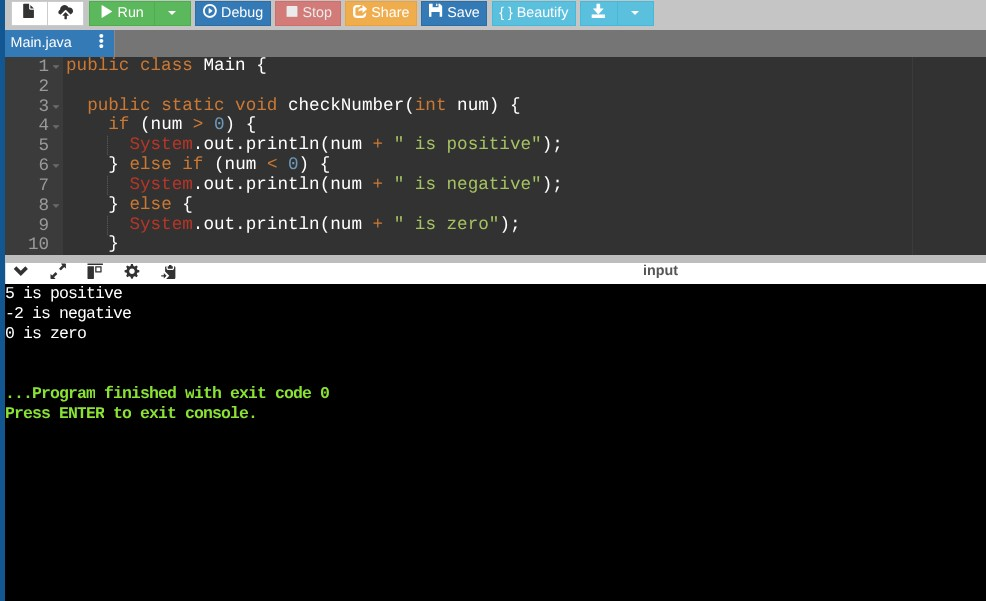 Run Debug Stop Share Save { } Beautify
Main.java
1 public class Main {
2
3 public static void checkNumber(int num) {
4 if (num > 0) {
5 System.out.println(num + " is positive");
6 } else if (num < 0) {
7 System.out.println(num + " is negative");
8 } else {
9 System.out.println(num + " is zero");
10 }
input
5 is positive
-2 is negative
0 is zero
...Program finished with exit code 0
Press ENTER to exit console.